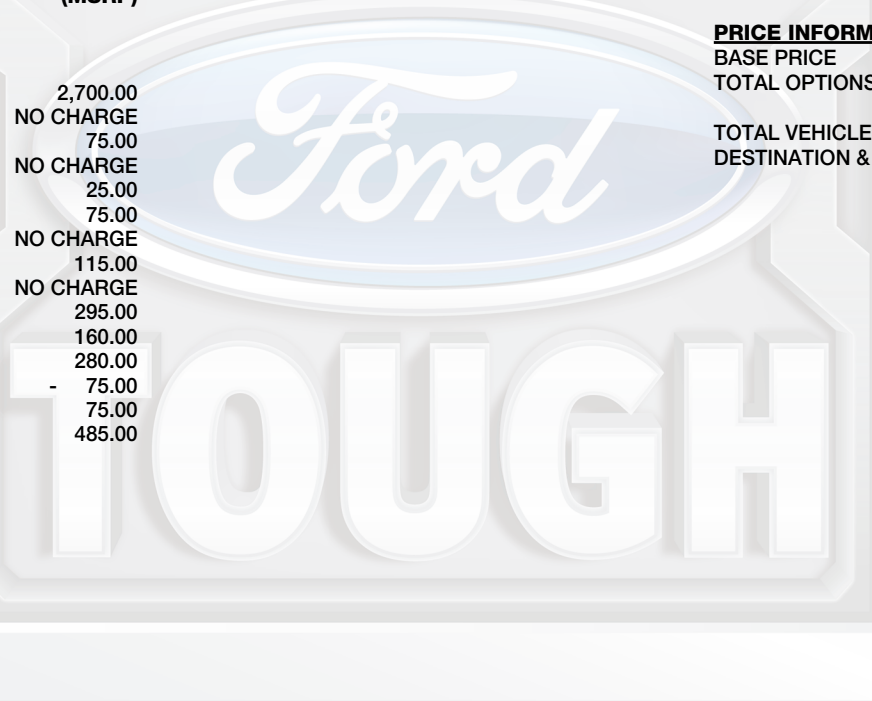 (MSRP)
2,700.00
NO CHARGE
75.00
NO CHARGE
25.00
75.00
NO CHARGE
115.00
NO CHARGE
295.00
160.00
280.00
- 75.00
75.00
485.00
PRICE INFORM
BASE PRICE
TOTAL OPTIONS
TOTAL VEHICLE
DESTINATION &
Ford
TOUGH